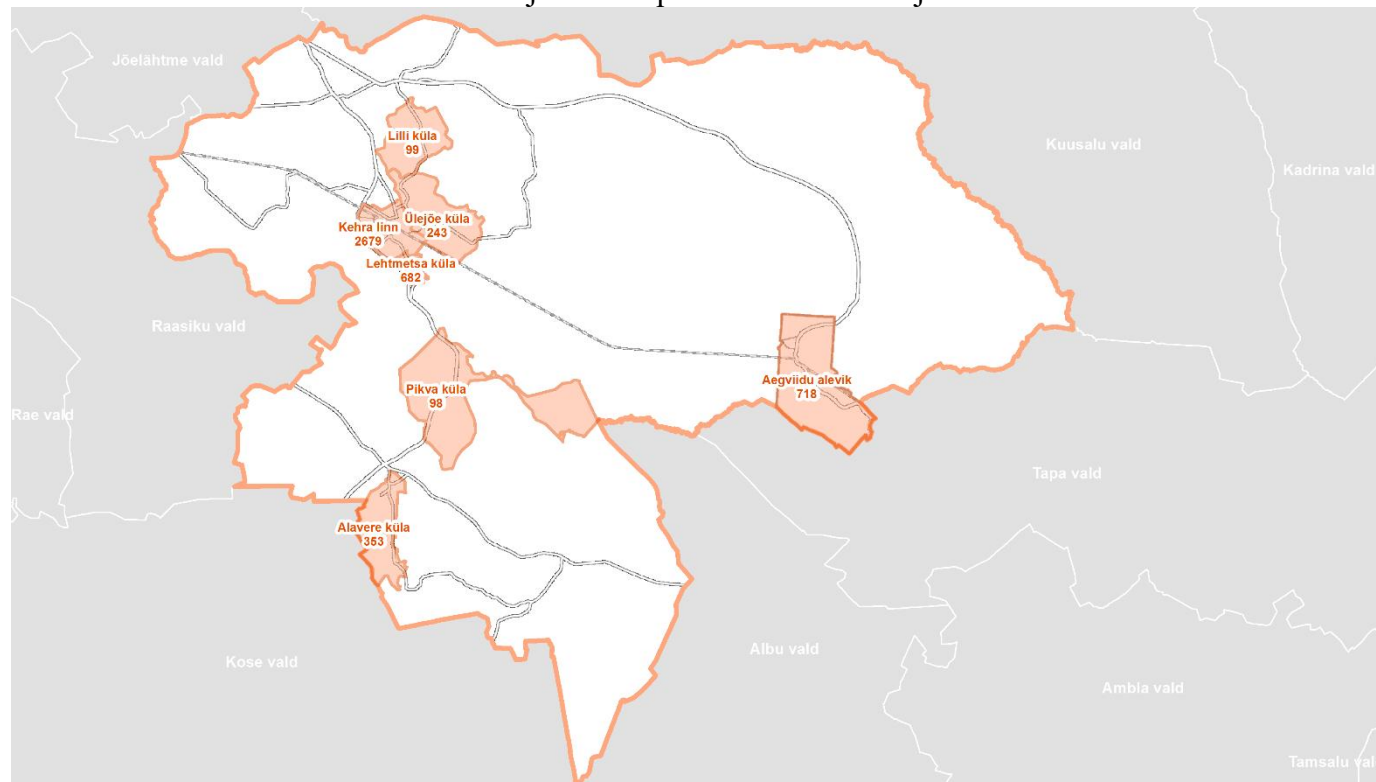 Jõelähtme vald
Kuusalu vald
Kadrina vald
Lilli küla
99
Ülejõe küla
243
Kehra linn
2679
Lehtmetsa küla
682
Raasiku vald
Aegviidu alevik
718
Pikva küla
98
Rae vald
Tapa vald
Alavere küla
353
Albu vald
Kose vald
Ambla vald
Tamsalu val